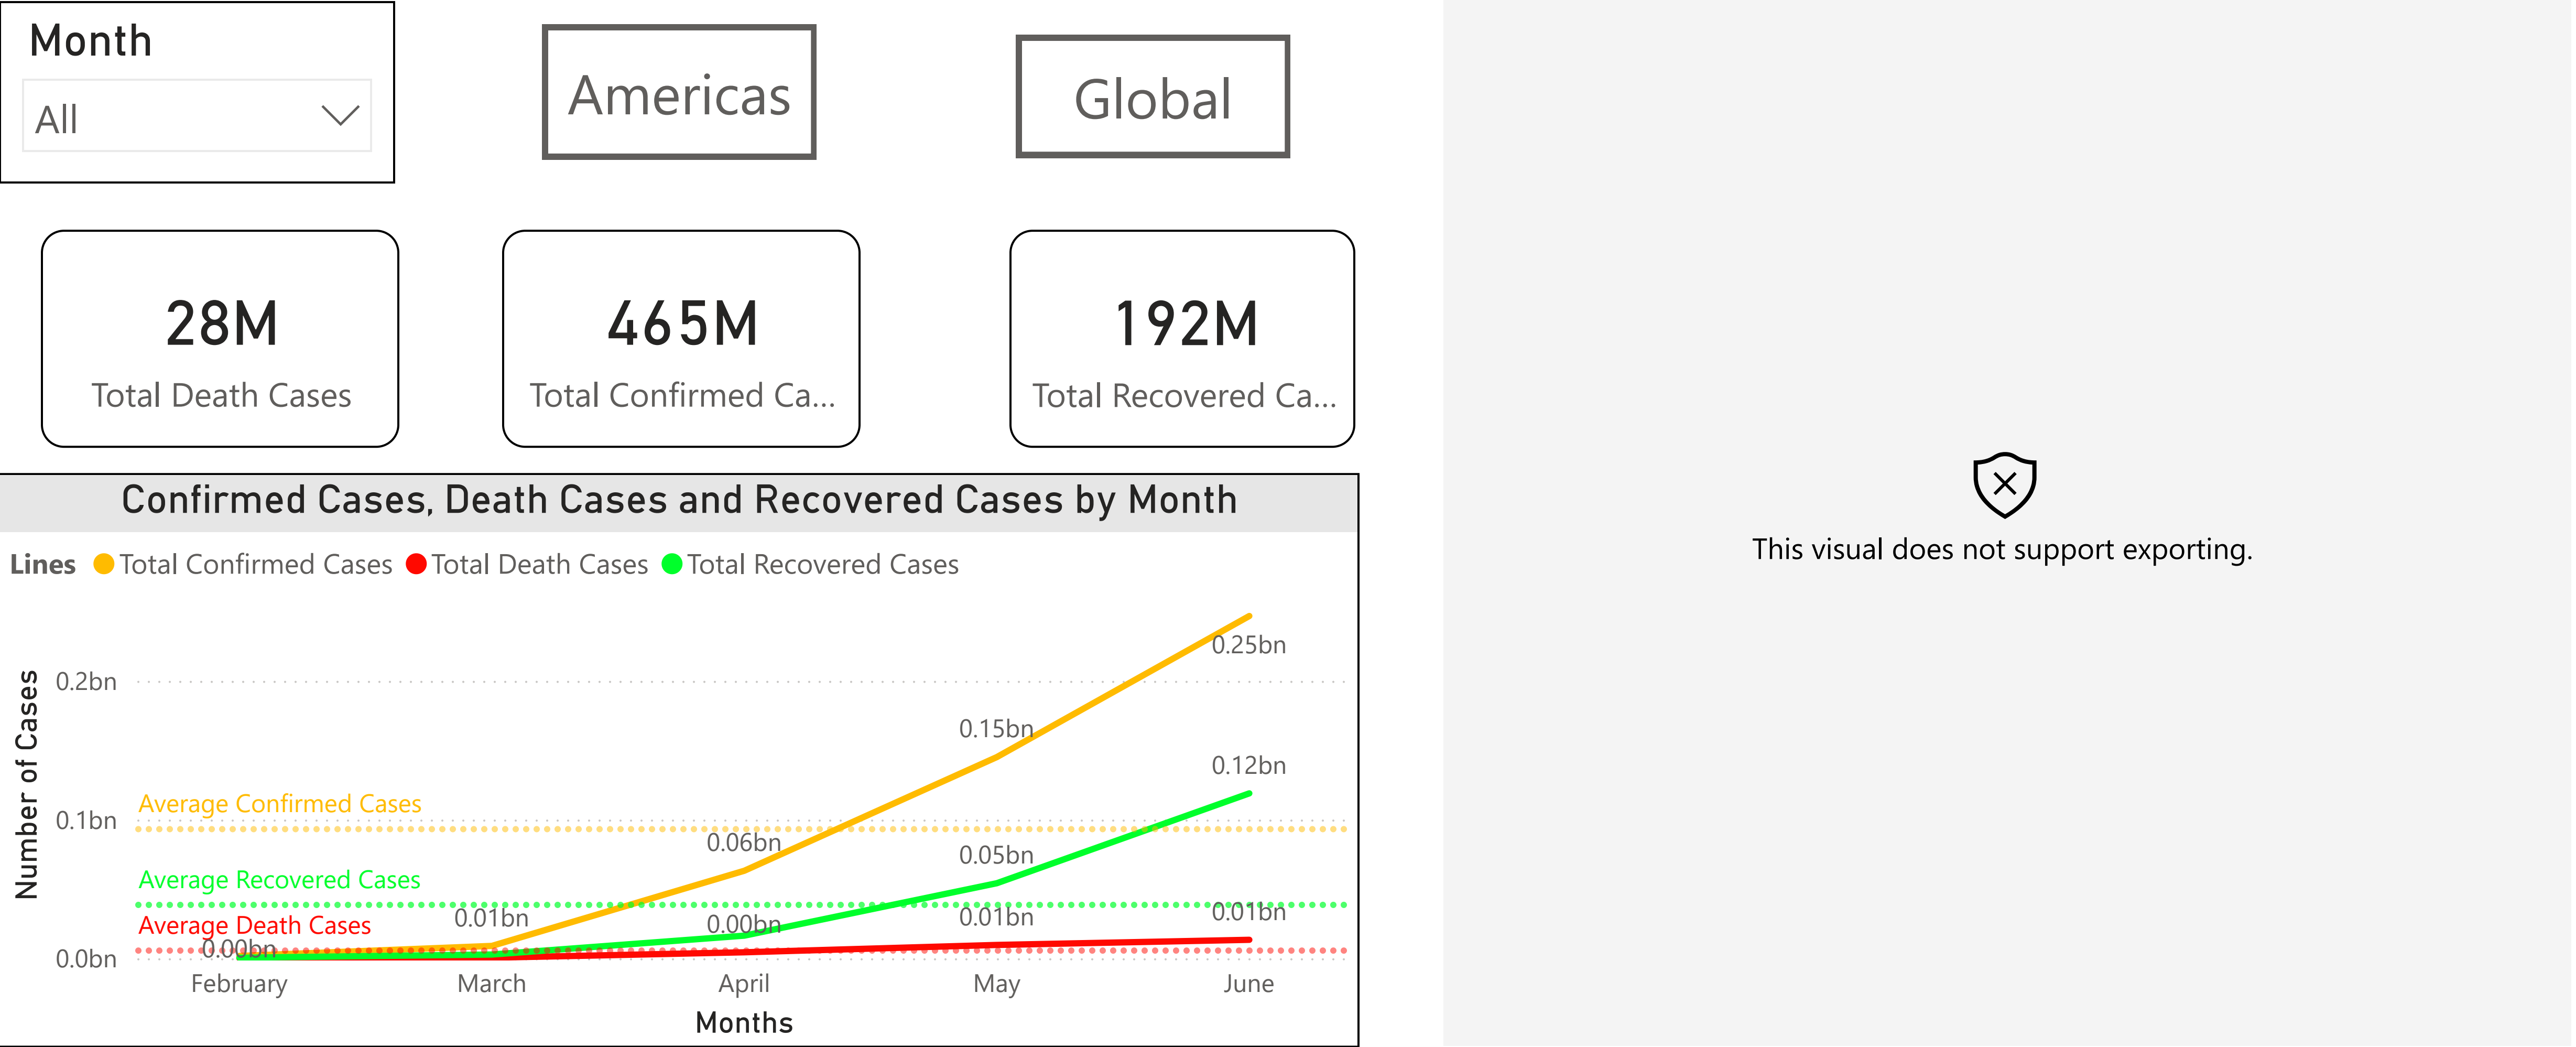 Month
All
Americas
Global
28M
Total Death Cases
465M
Total Confirmed Ca...
192M
Total Recovered Ca...
Confirmed Cases, Death Cases and Recovered Cases by Month
Lines Total Confirmed Cases Total Death Cases Total Recovered Cases
Number of Cases
0.2bn
0.1bn
0.0bn
Average Confirmed Cases
Average Recovered Cases
Average Death Cases
0.00bn
0.01bn
0.06bn
0.00bn
0.15bn
0.05bn
0.01bn
0.25bn
0.12bn
0.01bn
February March April May June
Months
This visual does not support exporting.